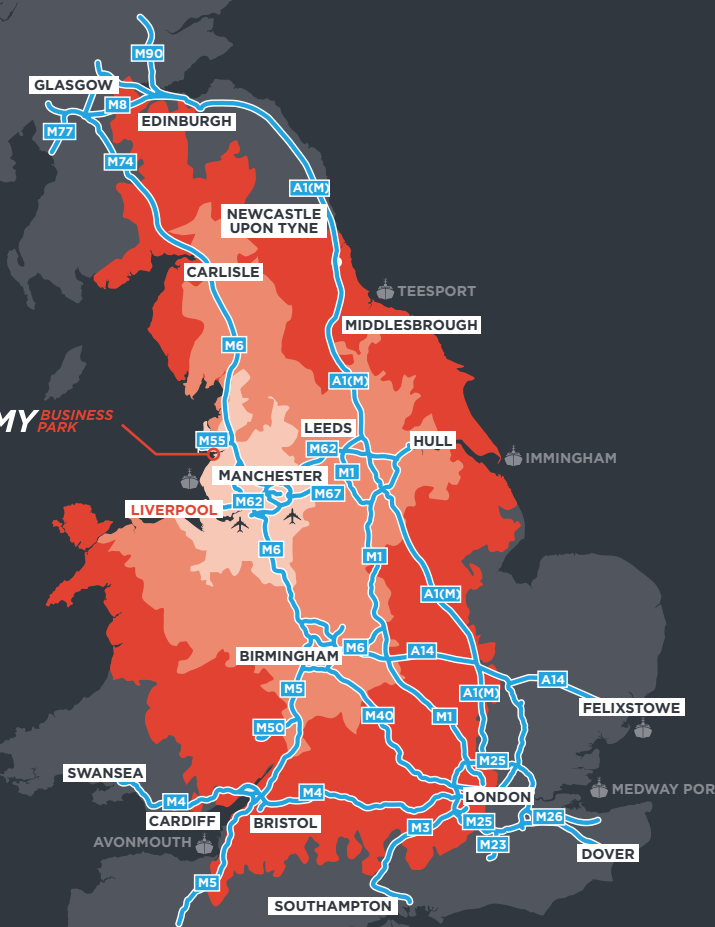 M90
GLASGOW
M8
EDINBURGH
M77
M74
A1(M)
NEWCASTLE
UPON TYNE
CARLISLE
TEESPORT
MIDDLESBROUGH
M6
A1(M)
MY BUSINESS
PARK
LEEDS
M55
M62
HULL
IMMINGHAM
MANCHESTER
M1
M67
M62
LIVERPOOL
M6
M1
A1(M)
M6
A14
BIRMINGHAM
A14
M5
A1(M)
FELIXSTOWE
M40
M1
M50
M25
SWANSEA
MEDWAY POR
M4
M4
LONDON
CARDIFF
BRISTOL
M3
M25
M26
AVONMOUTH
M23
DOVER
M5
SOUTHAMPTON